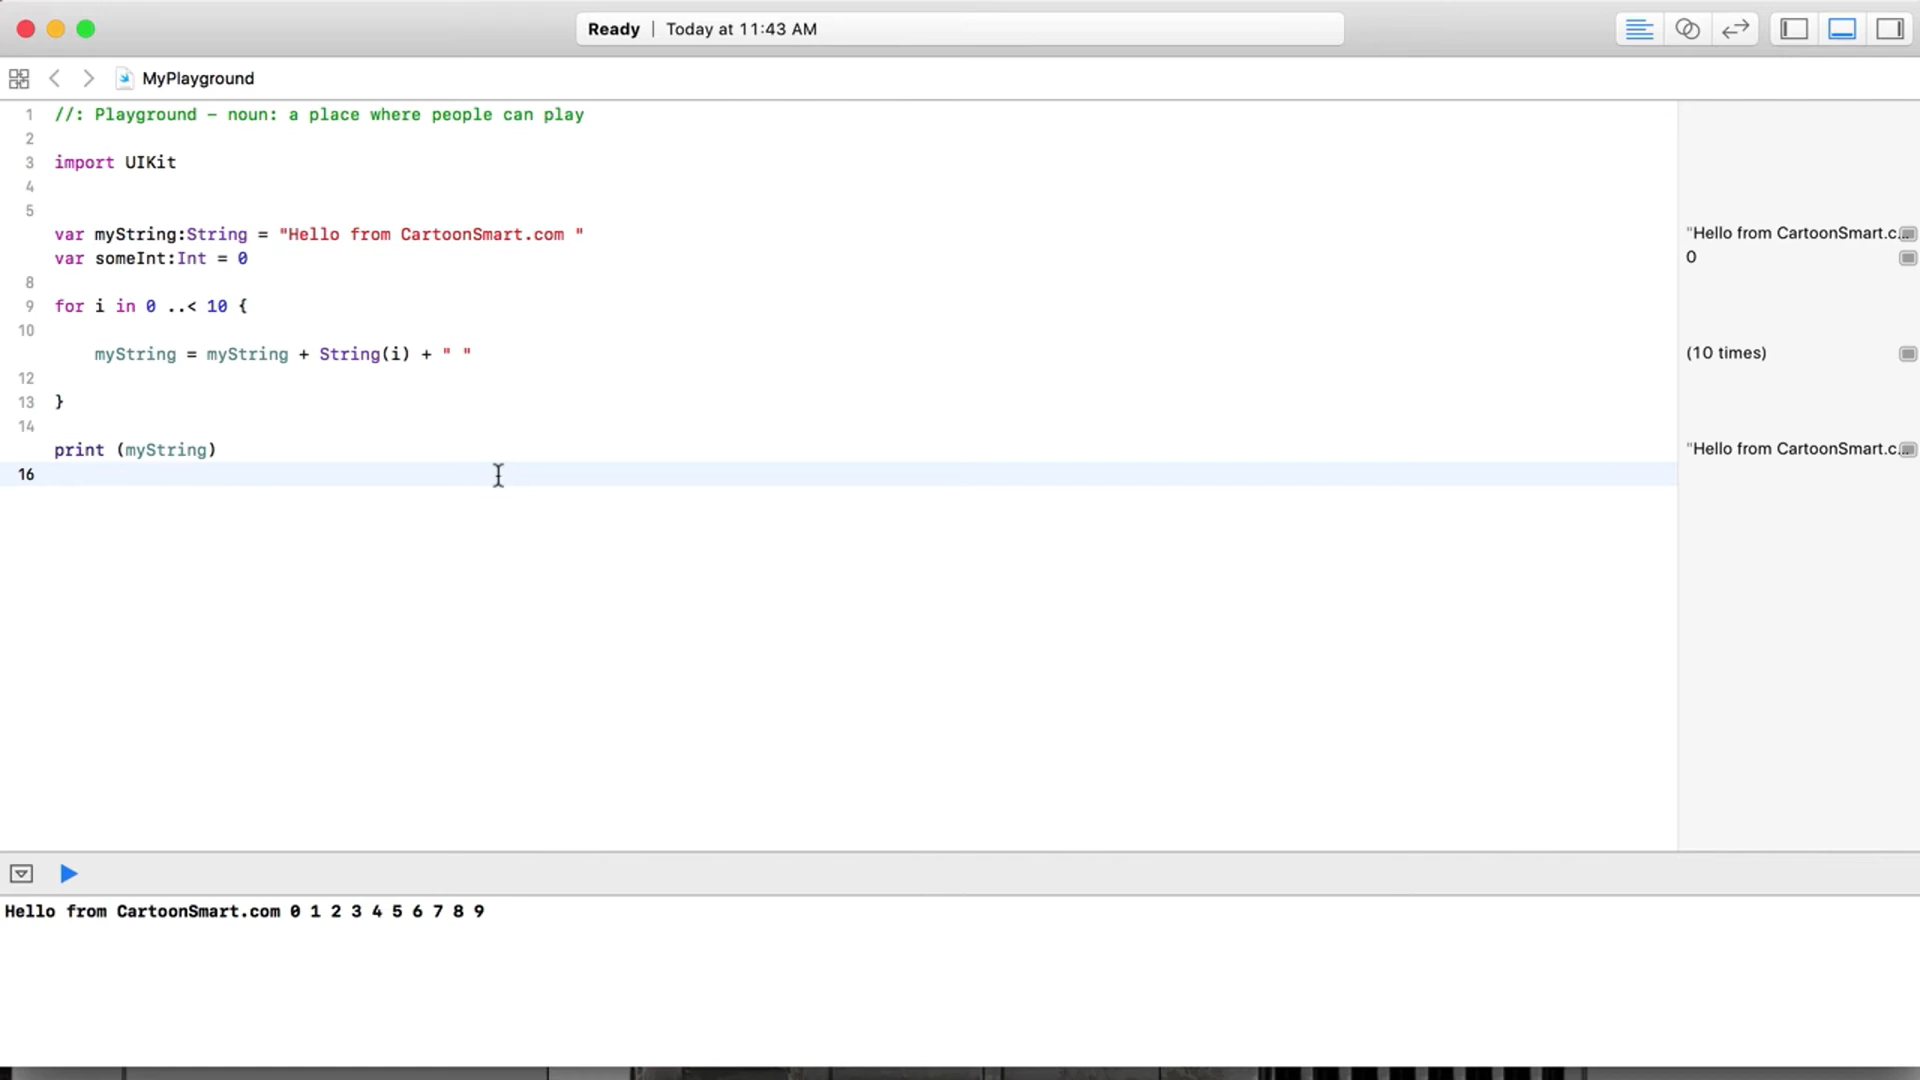 Ready | Today at 11:43 AM
MyPlayground
1 //: Playground – noun: a place where people can play
2
3 import UIKit
4
5
var myString:String = "Hello from CartoonSmart.com " "Hello from CartoonSmart.c...
var someInt:Int = 0 0
8
9 for i in 0 ..< 10 {
10
myString = myString + String(i) + " " (10 times)
12
13 }
14
print (myString) "Hello from CartoonSmart.c...
16
Hello from CartoonSmart.com 0 1 2 3 4 5 6 7 8 9